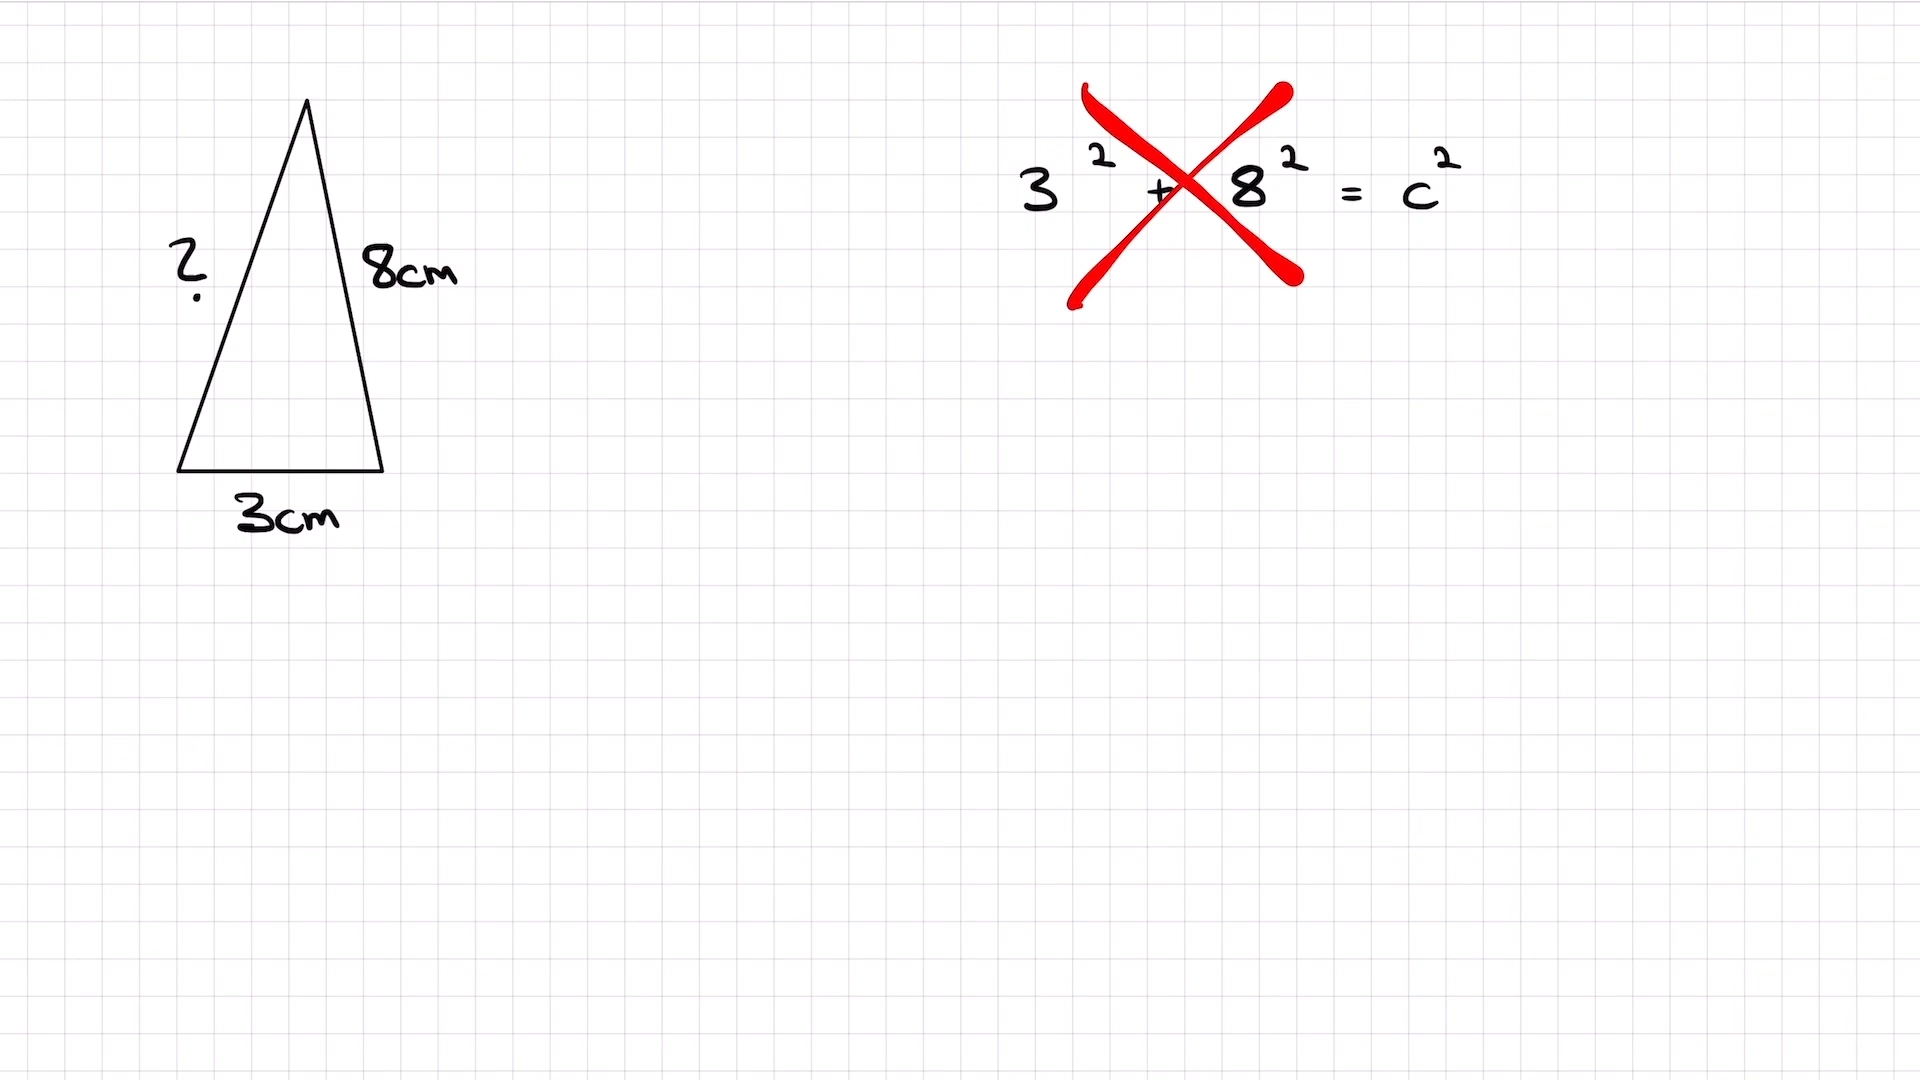 3² + 8² = c²
?
8cm
3cm